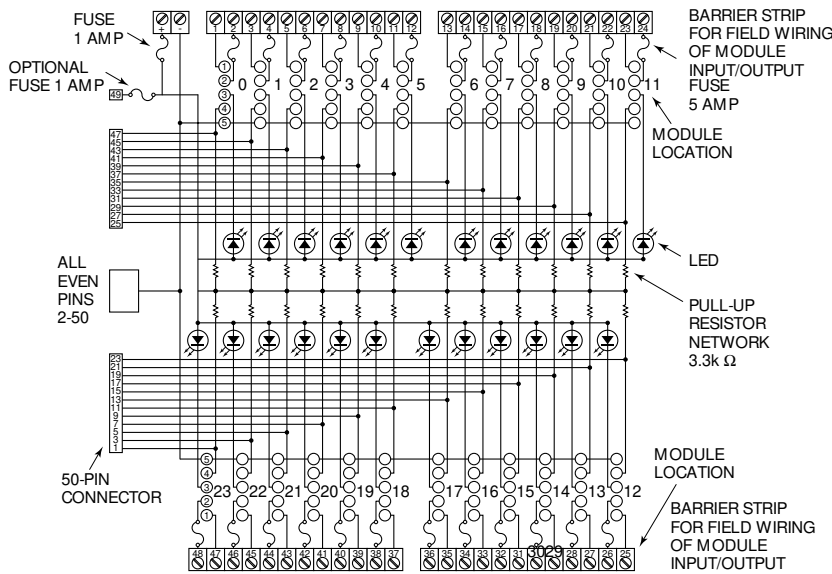 FUSE
1 AMP
+ -
1 2 3 4 5 6 7 8 9 10 11 12
13 14 15 16 17 18 19 20 21 22 23 24
BARRIER STRIP
FOR FIELD WIRING
OF MODULE
INPUT/OUTPUT
FUSE
5 AMP
OPTIONAL
FUSE 1 AMP
49
1
2
3
4
5
0 1 2 3 4 5 6 7 8 9 10 11
MODULE
LOCATION
47
45
43
41
39
37
35
33
31
29
27
25
LED
ALL
EVEN
PINS
2-50
PULL-UP
RESISTOR
NETWORK
3.3k Ω
23
21
19
17
15
13
11
9
7
5
3
1
50-PIN
CONNECTOR
5
4
3
2
1
23 22 21 20 19 18 17 16 15 14 13 12
MODULE
LOCATION
BARRIER STRIP
FOR FIELD WIRING
OF MODULE
INPUT/OUTPUT
48 47 46 45 44 43 42 41 40 39 38 37
36 35 34 33 32 31 3029 28 27 26 25